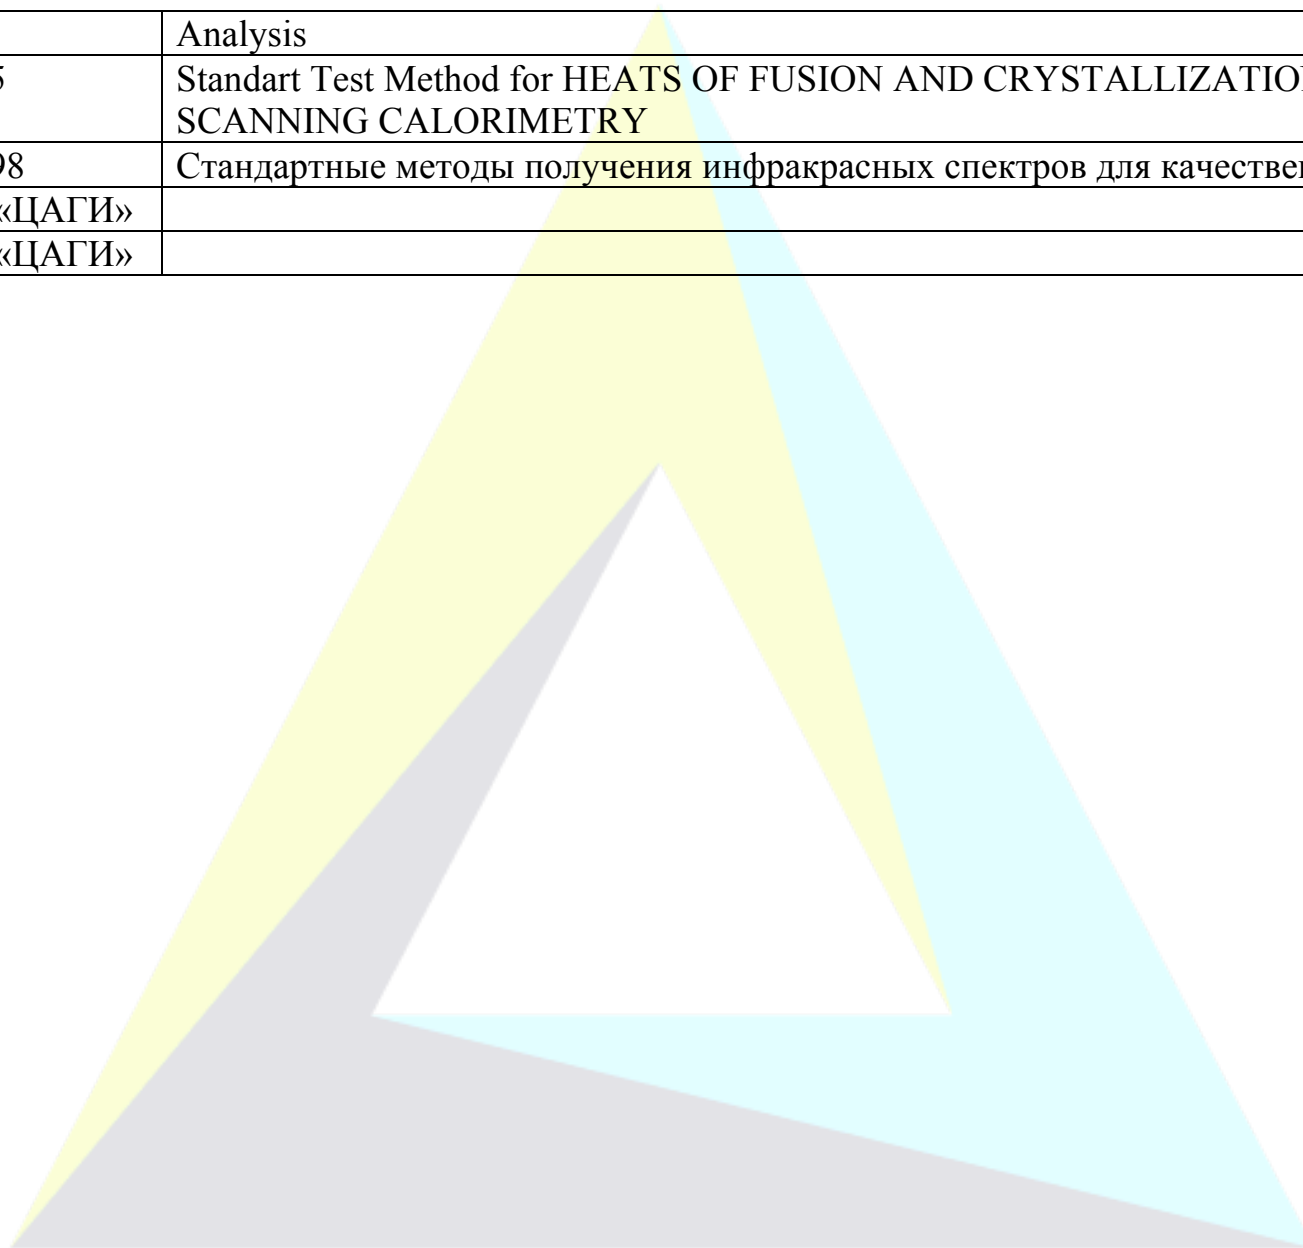 Analysis
Standart Test Method for HEATS OF FUSION AND CRYSTALLIZATIO
SCANNING CALORIMETRY
98 Стандартные методы получения инфракрасных спектров для качестве
«ЦАГИ»
«ЦАГИ»